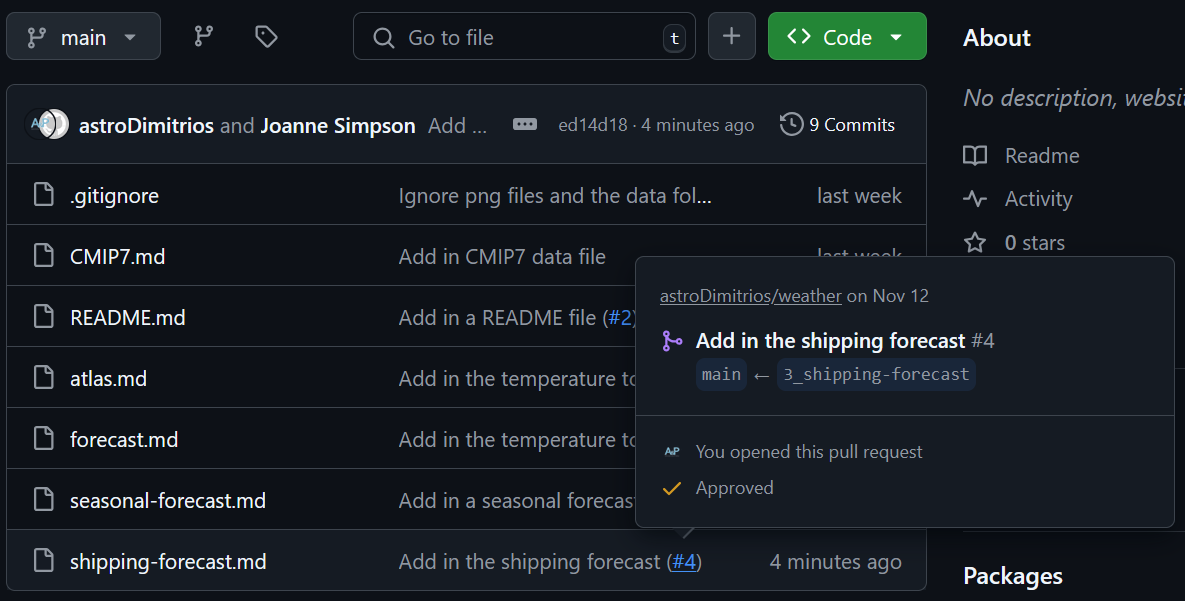 main
Go to file
t
Code
About
No description, websi
astroDimitrios and Joanne Simpson Add ... ed14d18 · 4 minutes ago 9 Commits
Readme
Activity
0 stars
.gitignore Ignore png files and the data fol... last week
CMIP7.md Add in CMIP7 data file last week
README.md Add in a README file (#2)
atlas.md Add in the temperature to
forecast.md Add in the temperature to
seasonal-forecast.md Add in a seasonal forecas
shipping-forecast.md Add in the shipping forecast (#4) 4 minutes ago
astroDimitrios/weather on Nov 12
Add in the shipping forecast #4
main ← 3_shipping-forecast
You opened this pull request
Approved
Packages